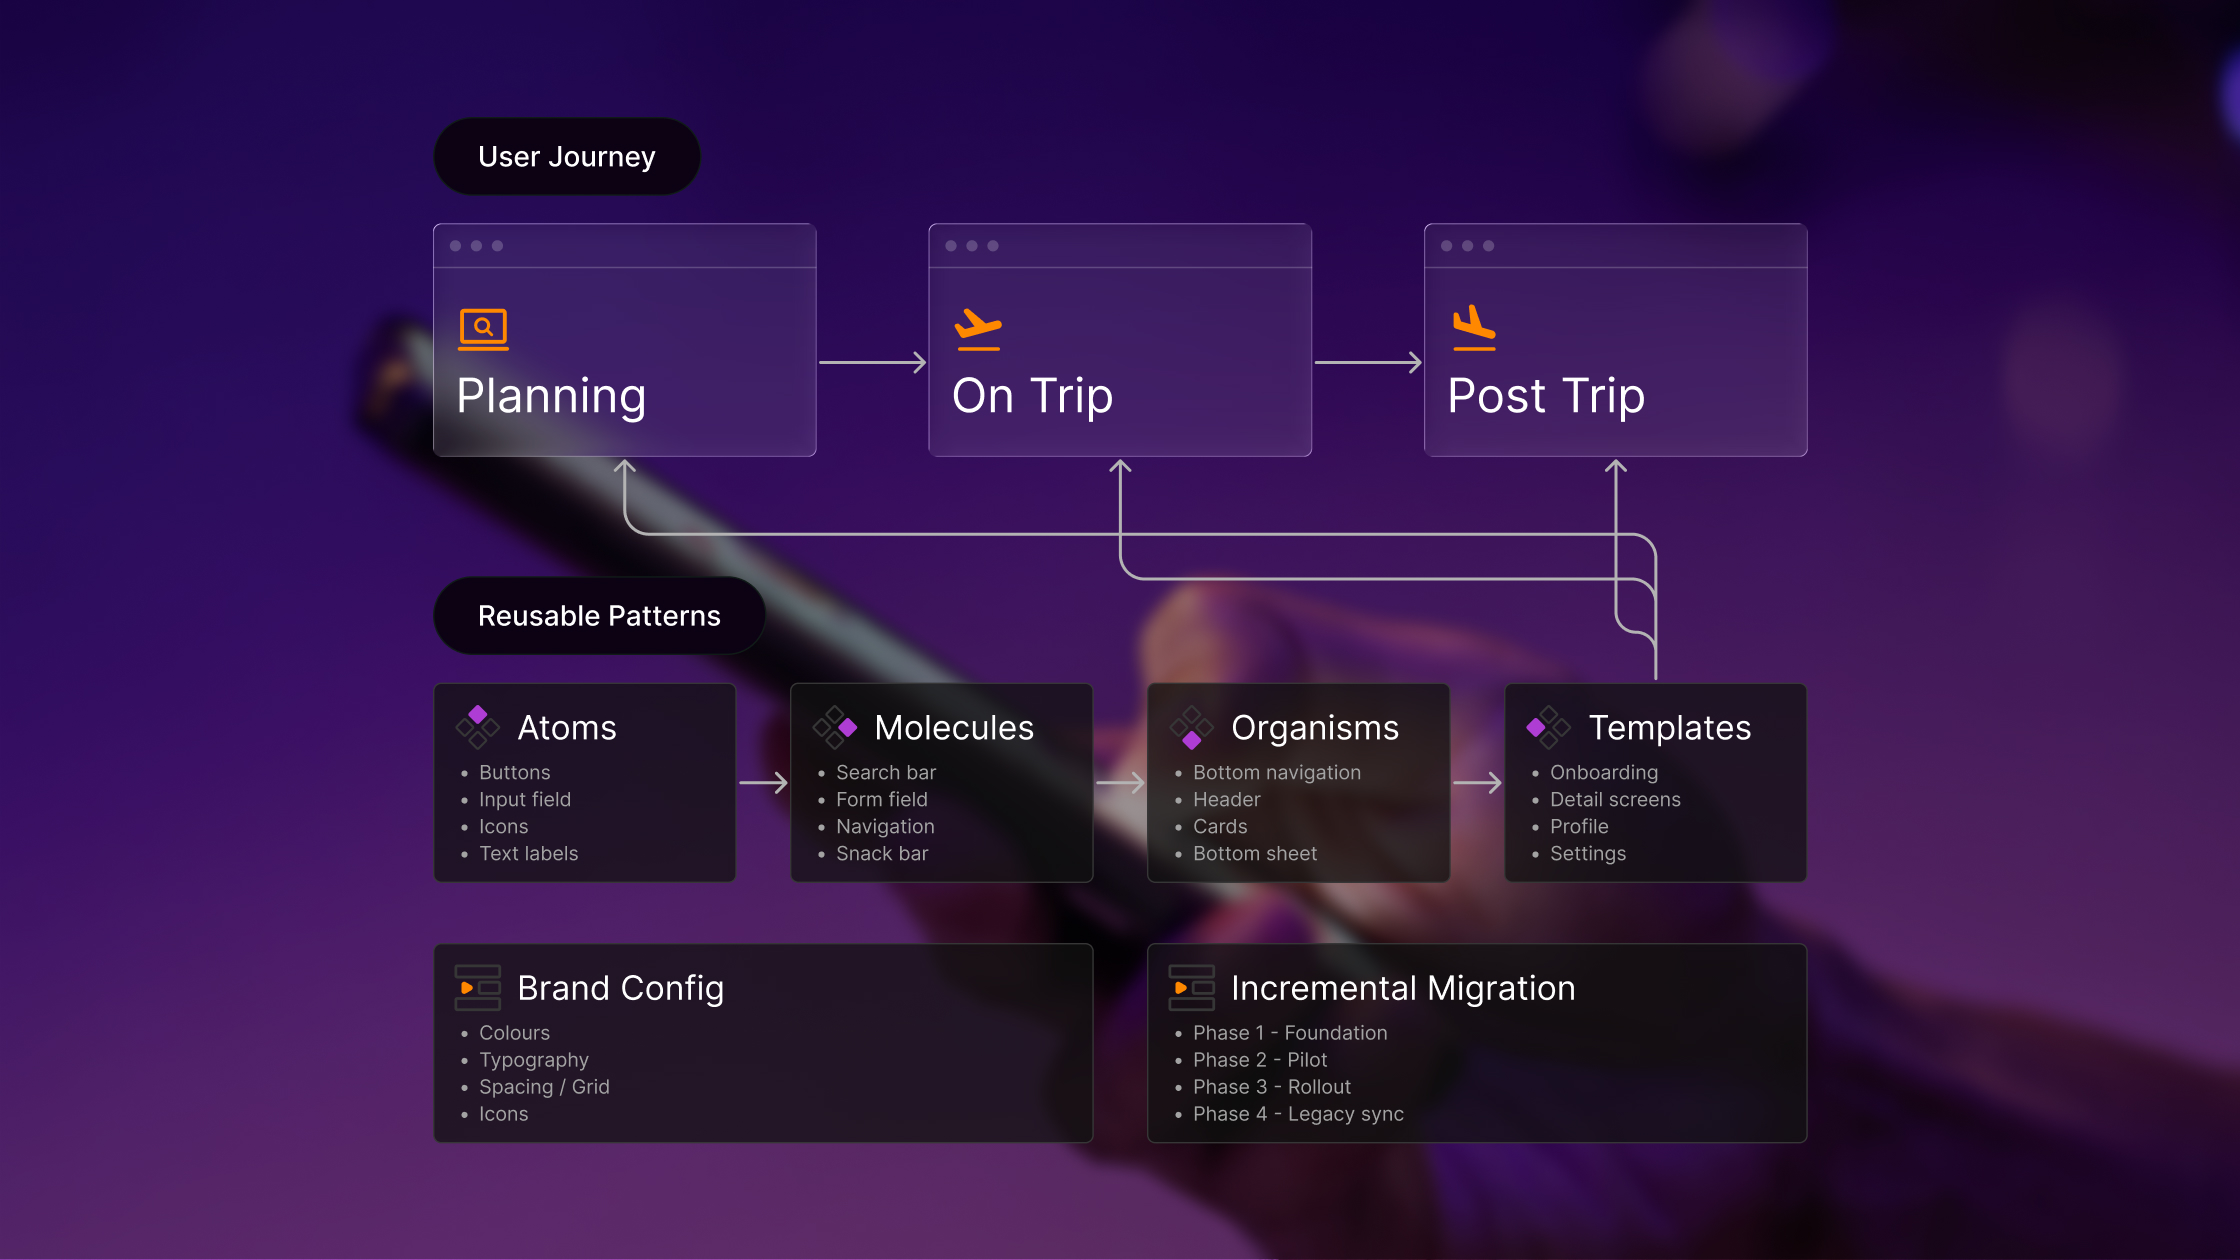 User Journey
Planning
On Trip
Post Trip
Reusable Patterns
Atoms
• Buttons
• Input field
• Icons
• Text labels
Molecules
• Search bar
• Form field
• Navigation
• Snack bar
Organisms
• Bottom navigation
• Header
• Cards
• Bottom sheet
Templates
• Onboarding
• Detail screens
• Profile
• Settings
Brand Config
• Colours
• Typography
• Spacing / Grid
• Icons
Incremental Migration
• Phase 1 - Foundation
• Phase 2 - Pilot
• Phase 3 - Rollout
• Phase 4 - Legacy sync